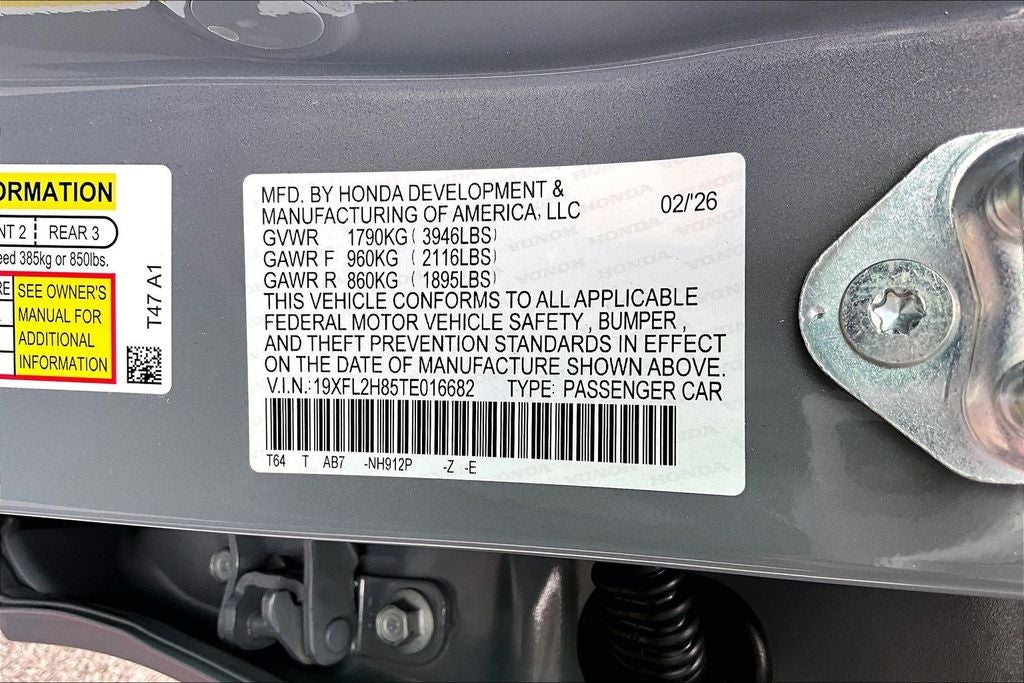 ORMATION
NT 2 REAR 3
eed 385kg or 850lbs.
RE
SEE OWNER'S
MANUAL FOR
ADDITIONAL
INFORMATION
T47 A1
MFD. BY HONDA DEVELOPMENT &
MANUFACTURING OF AMERICA, LLC 02/'26
GVWR 1790KG ( 3946LBS)
GAWR F 960KG ( 2116LBS)
GAWR R 860KG ( 1895LBS)
THIS VEHICLE CONFORMS TO ALL APPLICABLE
FEDERAL MOTOR VEHICLE SAFETY , BUMPER ,
AND THEFT PREVENTION STANDARDS IN EFFECT
ON THE DATE OF MANUFACTURE SHOWN ABOVE.
V.I.N.:19XFL2H85TE016682 TYPE: PASSENGER CAR
T64 T AB7 -NH912P -Z -E